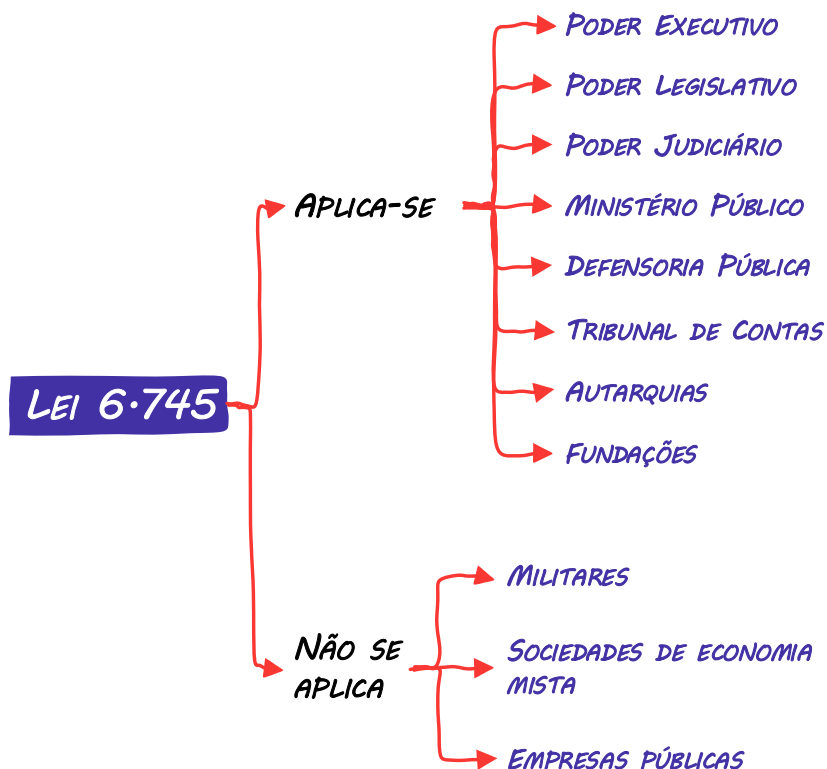 Lei 6.745
Aplica-se
Poder Executivo
Poder Legislativo
Poder Judiciário
Ministério Público
Defensoria Pública
Tribunal de Contas
Autarquias
Fundações
Não se
aplica
Militares
Sociedades de economia
mista
Empresas públicas